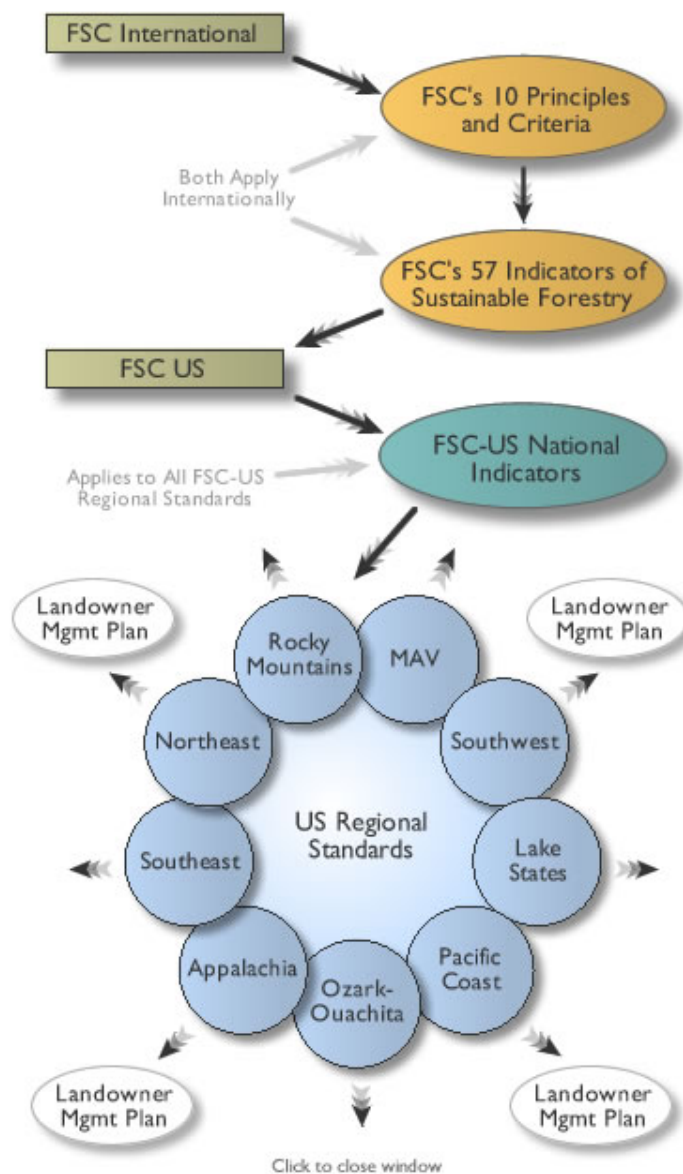 FSC International
FSC's 10 Principles
and Criteria
Both Apply
Internationally
FSC's 57 Indicators of
Sustainable Forestry
FSC US
FSC-US National
Indicators
Applies to All FSC-US
Regional Standards
Landowner
Mgmt Plan
Landowner
Mgmt Plan
Rocky
Mountains
MAV
Northeast
Southwest
US Regional
Standards
Southeast
Lake
States
Appalachia
Ozark-
Ouachita
Pacific
Coast
Landowner
Mgmt Plan
Landowner
Mgmt Plan
Click to close window